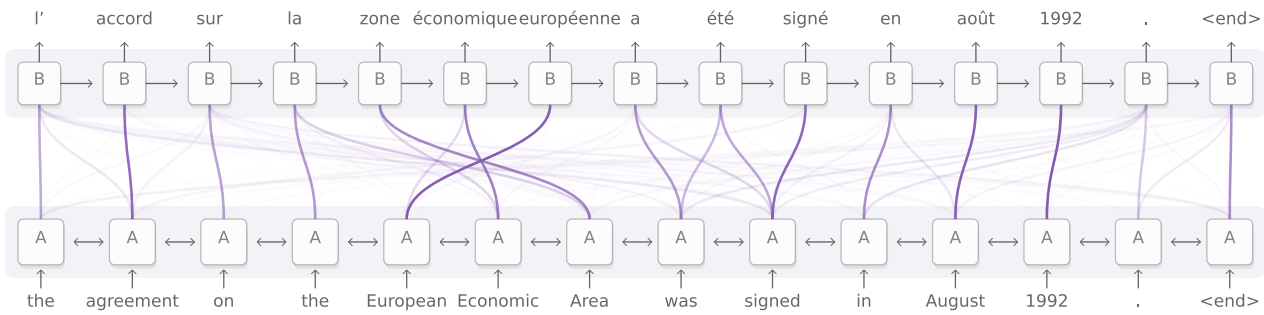 l’ accord sur la zone économique européenne a été signé en août 1992 . <end>
B B B B B B B B B B B B B B B
A A A A A A A A A A A A A A
the agreement on the European Economic Area was signed in August 1992 . <end>